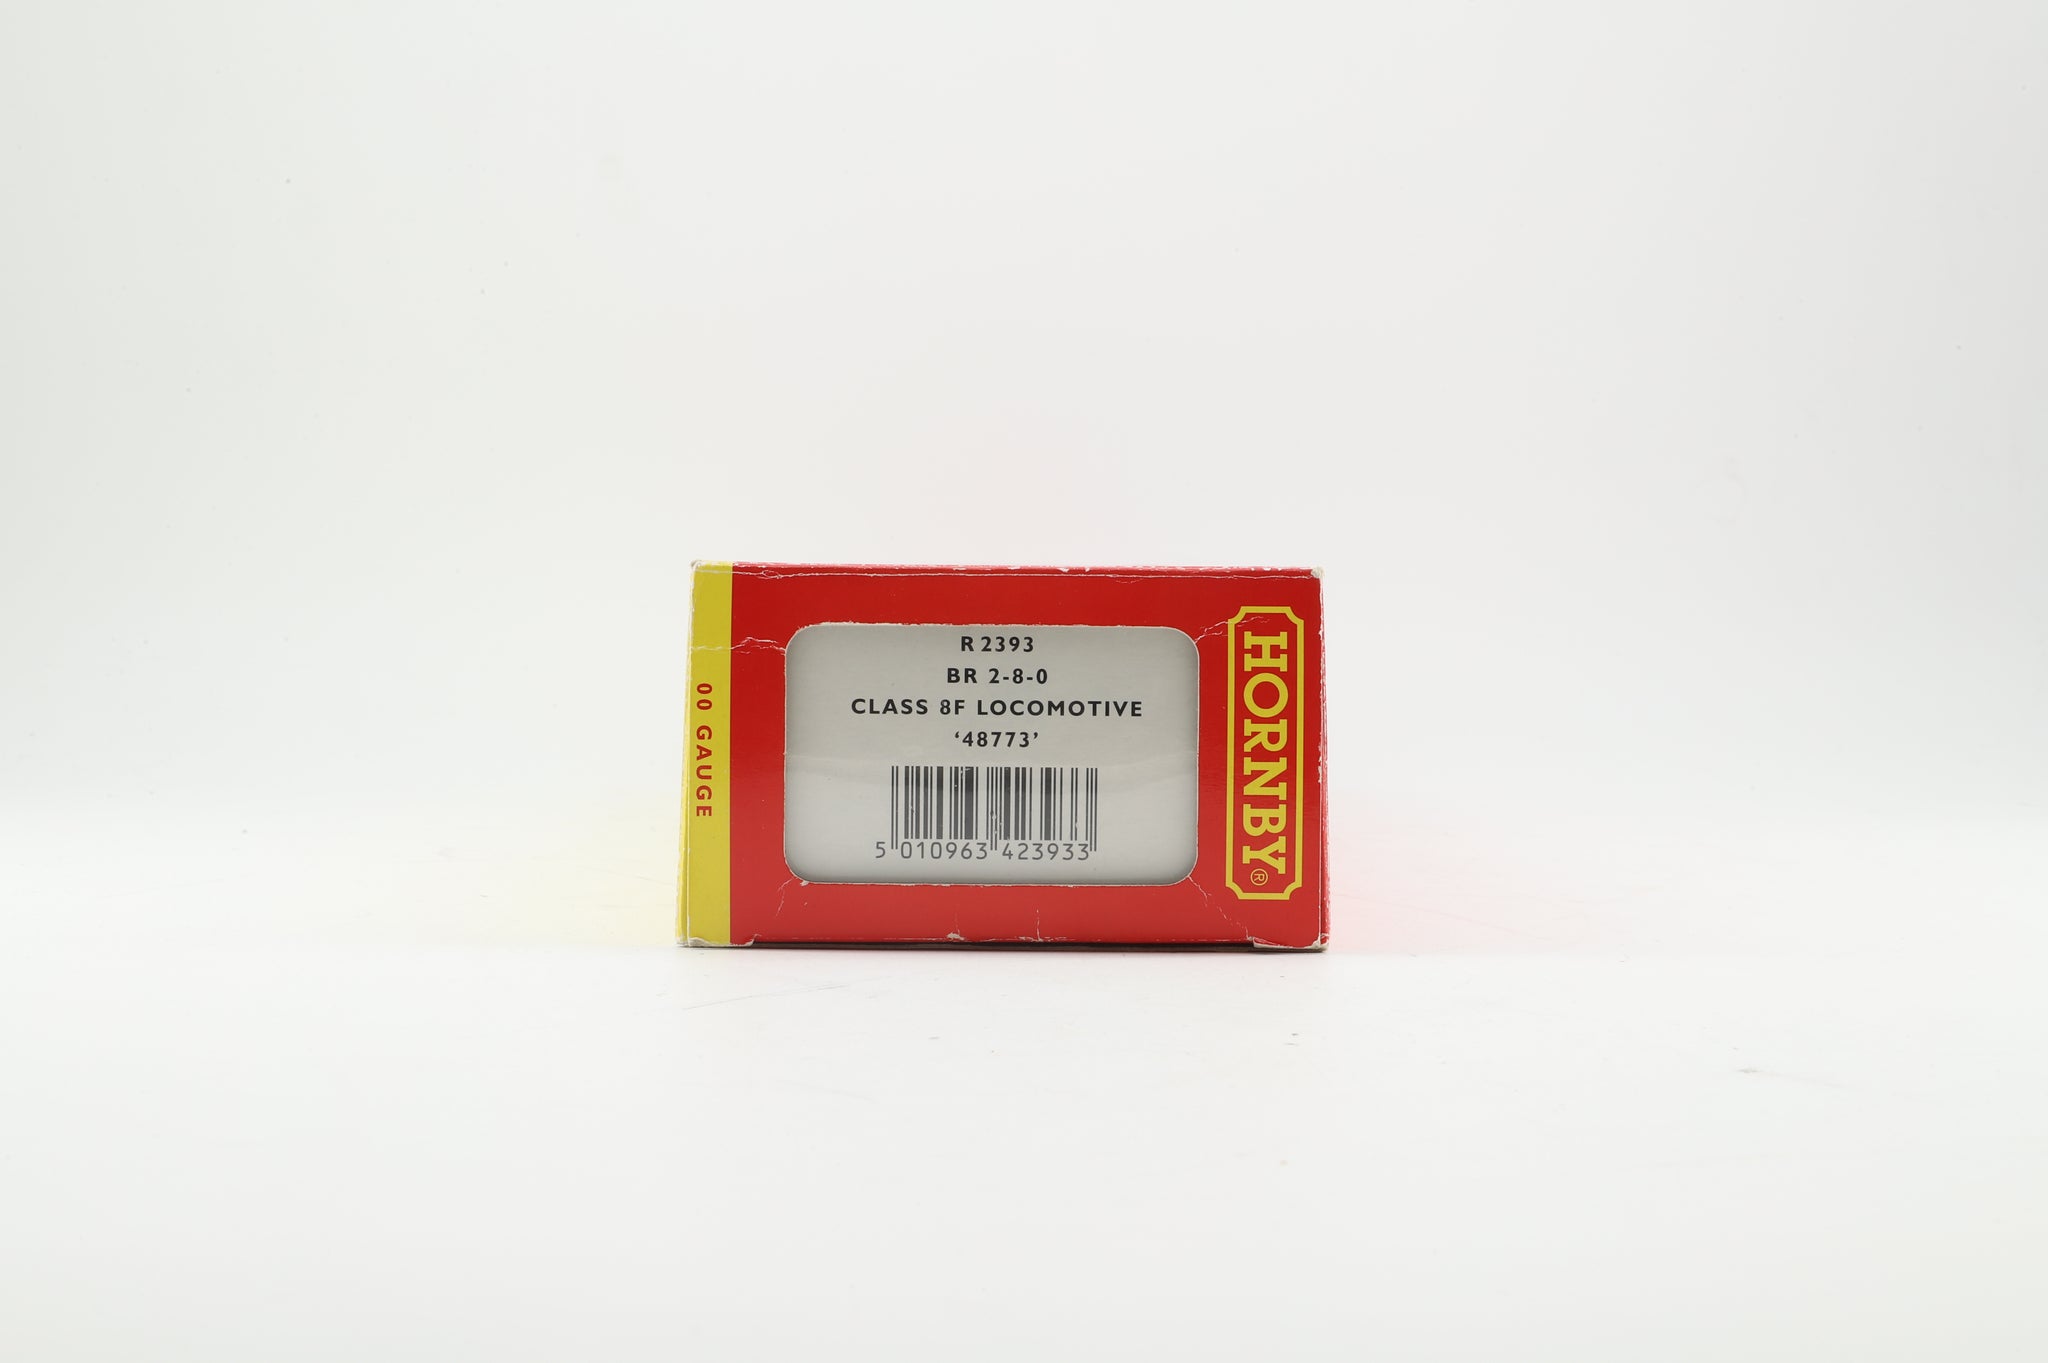 R 2393
BR 2-8-0
CLASS 8F LOCOMOTIVE
‘48773’
5 010963 423933
00 GAUGE
HORNBY®